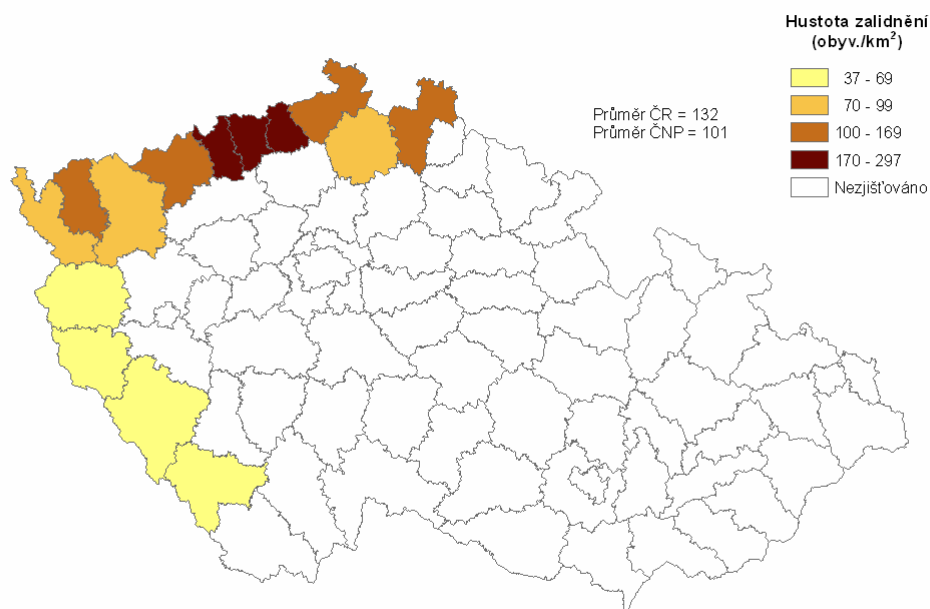 Hustota zalidnění
(obyv./km²)
37 - 69
70 - 99
100 - 169
170 - 297
Nezjišťováno
Průměr ČR = 132
Průměr ČNP = 101